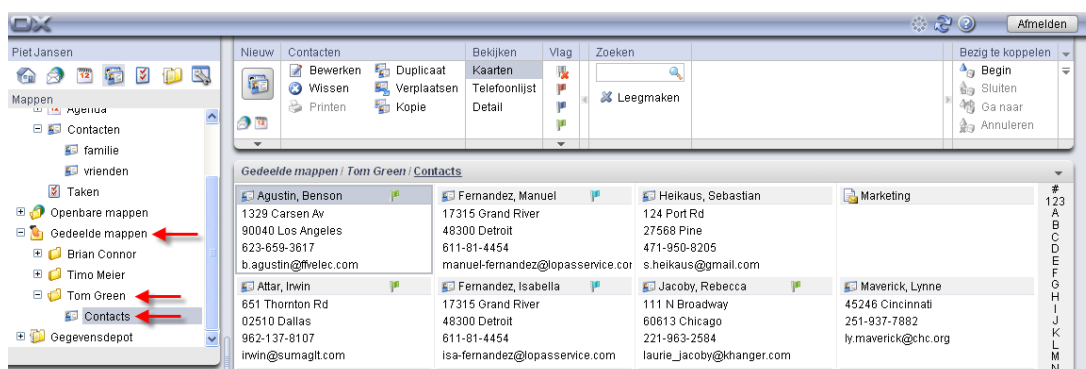 OX
Afmelden
Piet Jansen
12
Mappen
Agenda
Contacten
familie
vrienden
Taken
Openbare mappen
Gedeelde mappen
Brian Connor
Timo Meier
Tom Green
Contacts
Gegevensdepot
Nieuw
Contacten
Bekijken
Vlag
Zoeken
Bezig te koppelen
Bewerken
Duplicaat
Kaarten
Begin
Wissen
Verplaatsen
Telefoonlijst
Leegmaken
Sluiten
Printen
Kopie
Detail
Ga naar
Annuleren
Gedeelde mappen / Tom Green / Contacts
Agustin, Benson
1329 Carsen Av
90040 Los Angeles
623-659-3617
b.agustin@ffvelec.com
Fernandez, Manuel
17315 Grand River
48300 Detroit
611-81-4454
manuel-fernandez@lopasservice.cor
Heikaus, Sebastian
124 Port Rd
27568 Pine
471-950-8205
s.heikaus@gmail.com
Marketing
Attar, Irwin
651 Thornton Rd
02510 Dallas
962-137-8107
irwin@sumaglt.com
Fernandez, Isabella
17315 Grand River
48300 Detroit
611-81-4454
isa-fernandez@lopasservice.com
Jacoby, Rebecca
111 N Broadway
60613 Chicago
221-963-2584
laurie_jacoby@khanger.com
Maverick, Lynne
45246 Cincinnati
251-937-7882
ly.maverick@chc.org
#
123
A
B
C
D
E
F
G
H
I
J
K
L
M
N